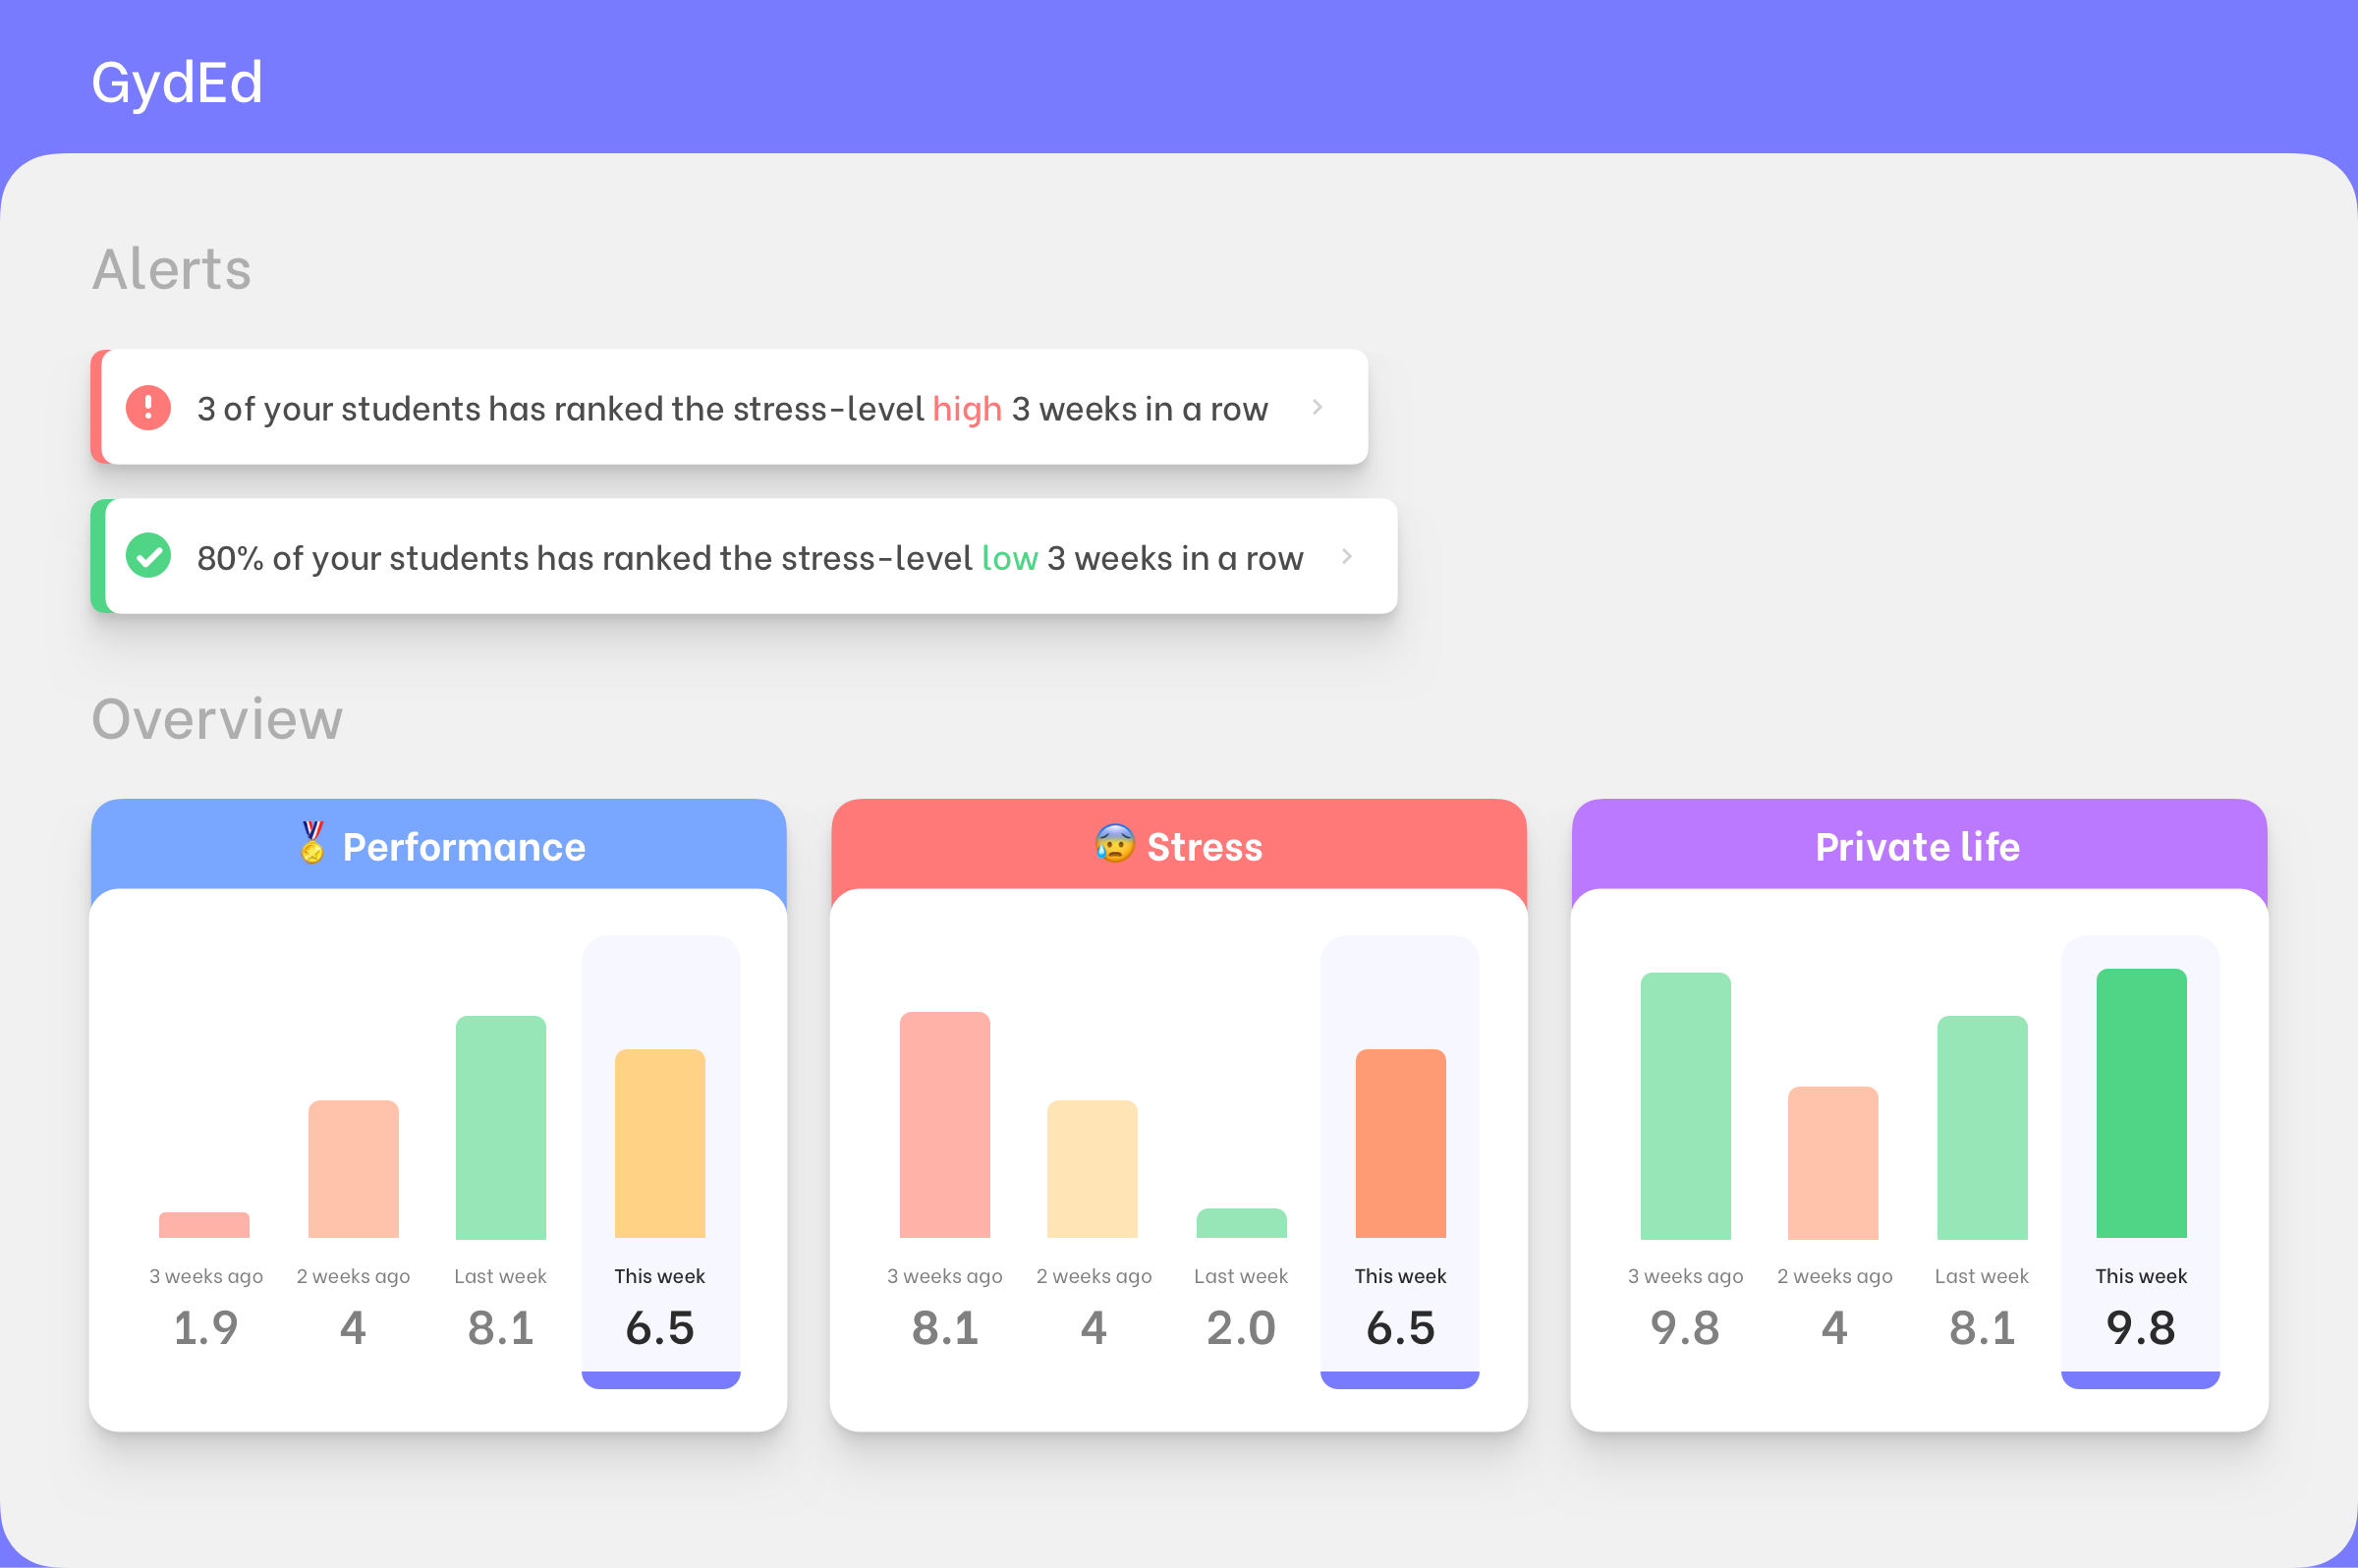 GydEd
Alerts
3 of your students has ranked the stress-level high 3 weeks in a row
80% of your students has ranked the stress-level low 3 weeks in a row
Overview
Performance
3 weeks ago
2 weeks ago
Last week
This week
1.9
4
8.1
6.5
Stress
3 weeks ago
2 weeks ago
Last week
This week
8.1
4
2.0
6.5
Private life
3 weeks ago
2 weeks ago
Last week
This week
9.8
4
8.1
9.8